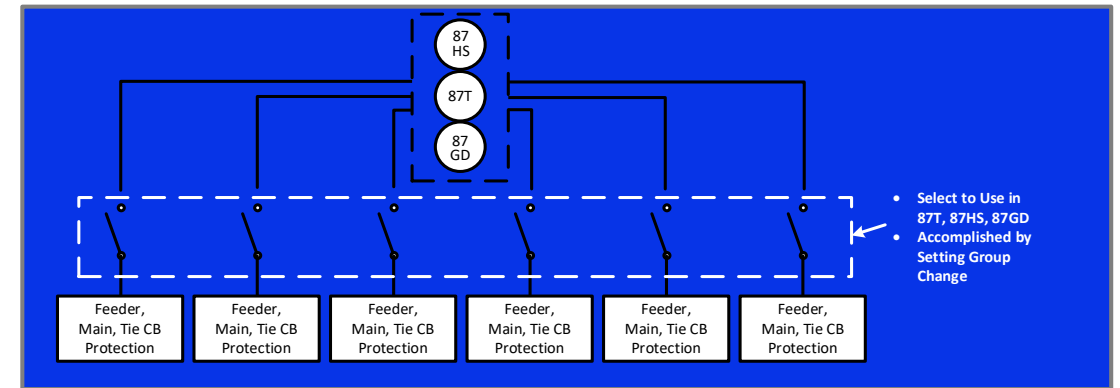 87
HS
87T
87
GD
• Select to Use in
87T, 87HS, 87GD
• Accomplished by
Setting Group
Change
Feeder,
Main, Tie CB
Protection
Feeder,
Main, Tie CB
Protection
Feeder,
Main, Tie CB
Protection
Feeder,
Main, Tie CB
Protection
Feeder,
Main, Tie CB
Protection
Feeder,
Main, Tie CB
Protection